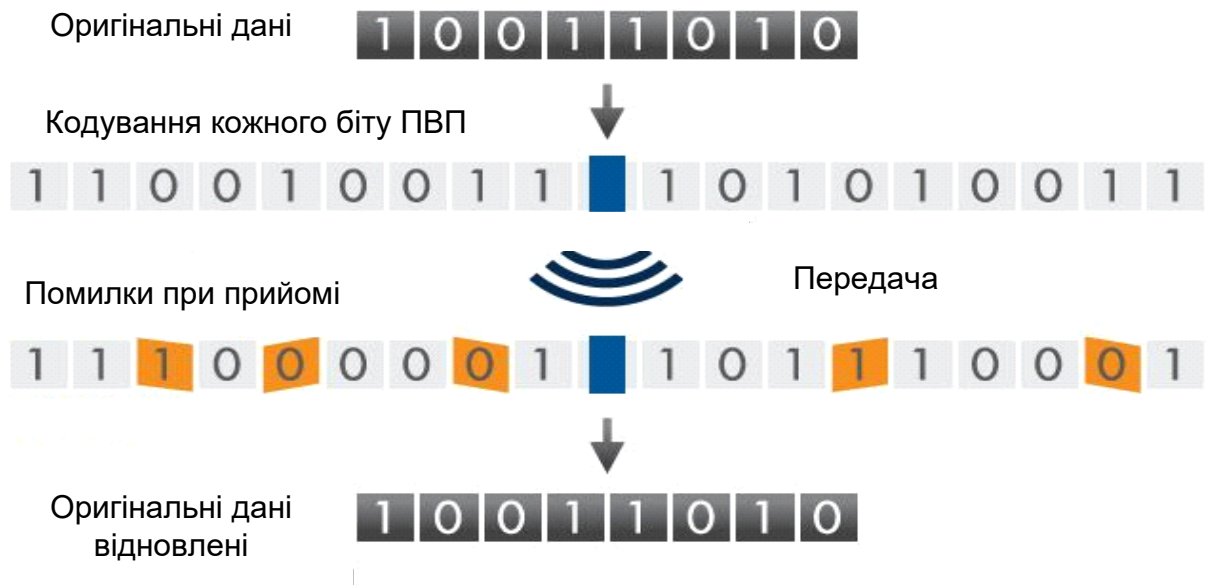 Оригінальні дані
1 0 0 1 1 0 1 0
Кодування кожного біту ПВП
1 1 0 0 1 0 0 1 1 1 0 1 0 1 0 0 1 1
Помилки при прийомі
Передача
1 1 1 0 0 0 0 0 1 1 0 1 1 1 0 0 0 1
Оригінальні дані
відновлені
1 0 0 1 1 0 1 0